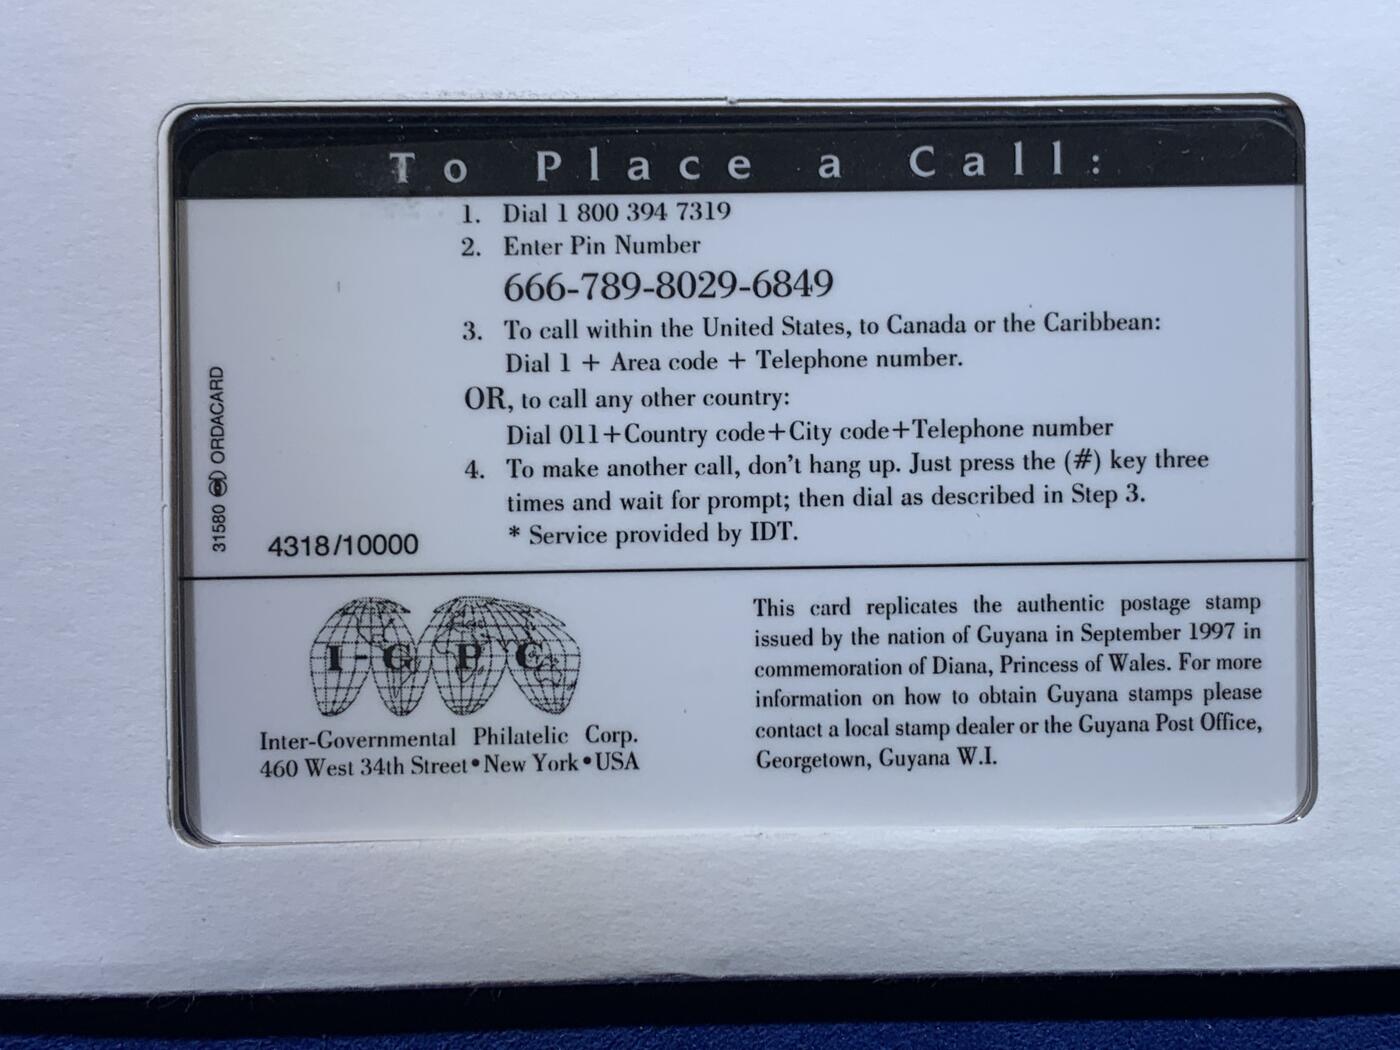 To Place a Call:
1. Dial 1 800 394 7319
2. Enter Pin Number
666-789-8029-6849
3. To call within the United States, to Canada or the Caribbean:
Dial 1 + Area code + Telephone number.
OR, to call any other country:
Dial 011+Country code+City code+Telephone number
4. To make another call, don't hang up. Just press the (#) key three
times and wait for prompt; then dial as described in Step 3.
* Service provided by IDT.
31580 ORDACARD
4318/10000
I-GPC
Inter-Governmental Philatelic Corp.
460 West 34th Street•New York•USA
This card replicates the authentic postage stamp
issued by the nation of Guyana in September 1997 in
commemoration of Diana, Princess of Wales. For more
information on how to obtain Guyana stamps please
contact a local stamp dealer or the Guyana Post Office,
Georgetown, Guyana W.I.